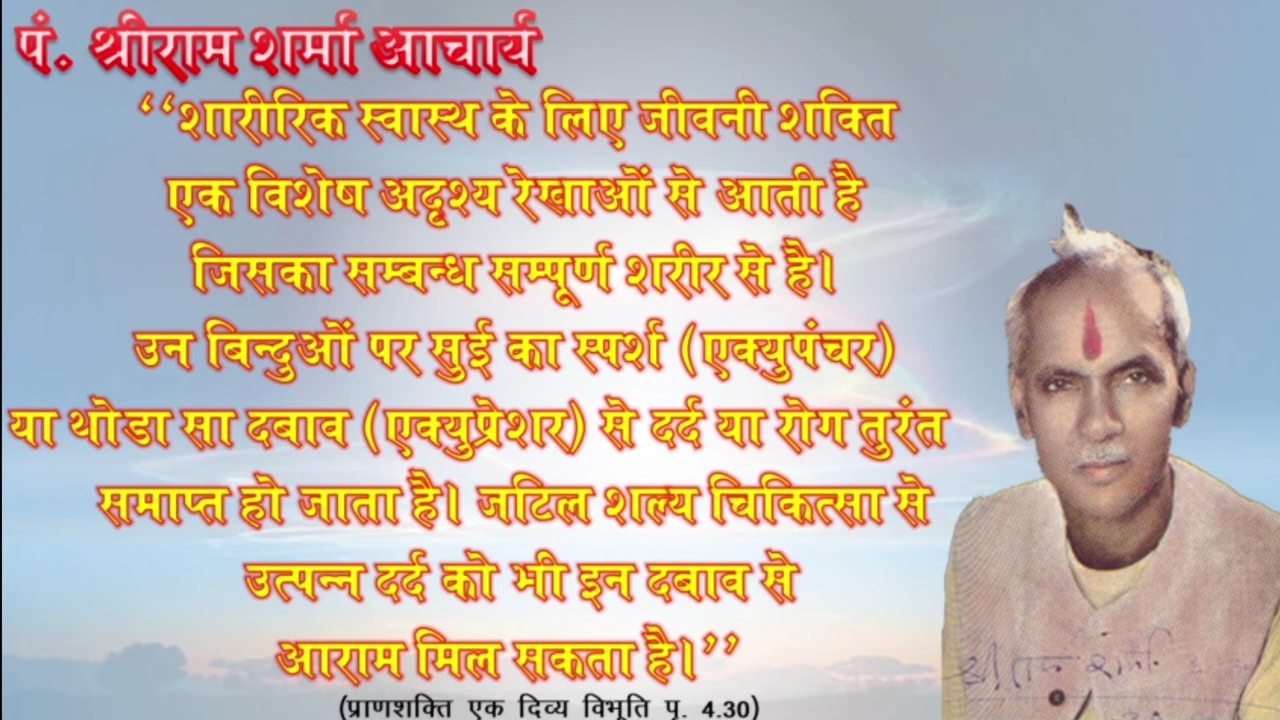 पं. श्रीराम शर्मा आचार्य
‘‘शारीरिक स्वास्थ के लिए जीवनी शक्ति
एक विशेष अदृश्य रेखाओं से आती है
जिसका सम्बन्ध सम्पूर्ण शरीर से है।
उन बिन्दुओं पर सुई का स्पर्श (एक्युपंचर)
या थोडा सा दबाव (एक्युप्रेशर) से दर्द या रोग तुरंत
समाप्त हो जाता है। जटिल शल्य चिकित्सा से
उत्पन्न दर्द को भी इन दबाव से
आराम मिल सकता है।’’
श्रीराम शर्मा
(प्राणशक्ति एक दिव्य विभूति पृ. 4.30)